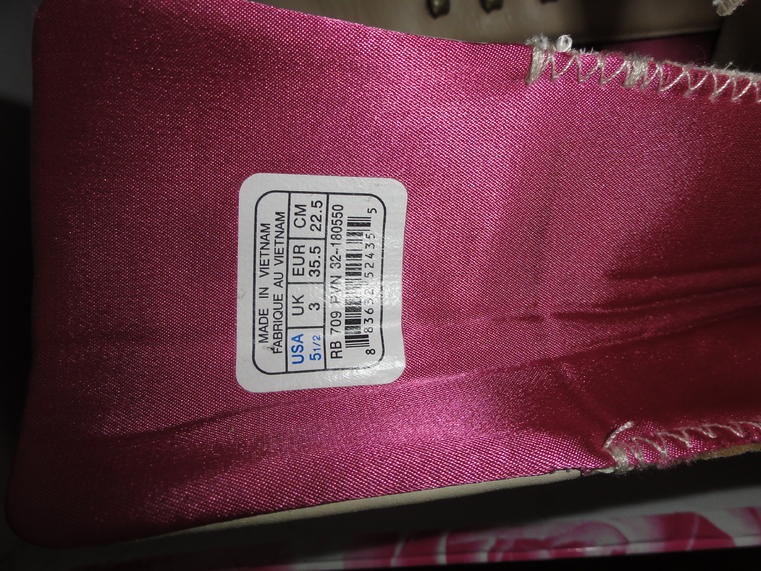 MADE IN VIETNAM
FABRIQUE AU VIETNAM
USA UK EUR CM
5 1/2 3 35.5 22.5
RB 709 32-180550
8 83632 52435 5